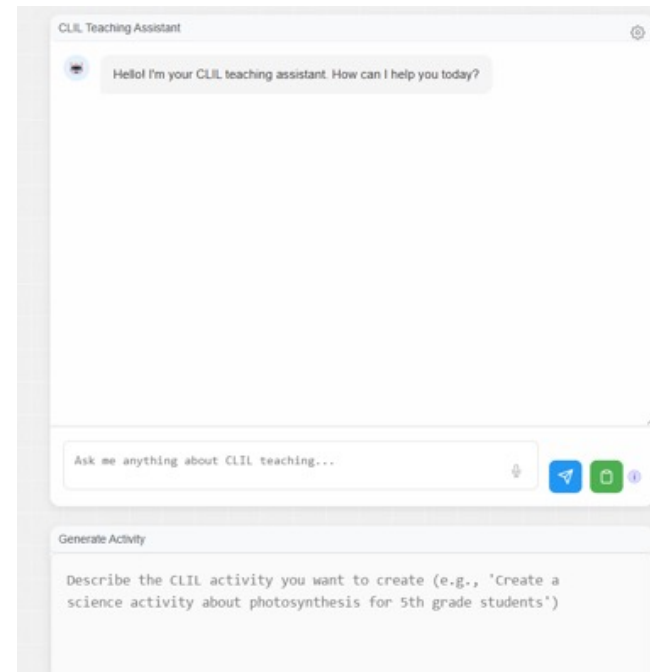 CLIL Teaching Assistant
Hello! I'm your CLIL teaching assistant. How can I help you today?
Ask me anything about CLIL teaching...
Generate Activity
Describe the CLIL activity you want to create (e.g., 'Create a
science activity about photosynthesis for 5th grade students')